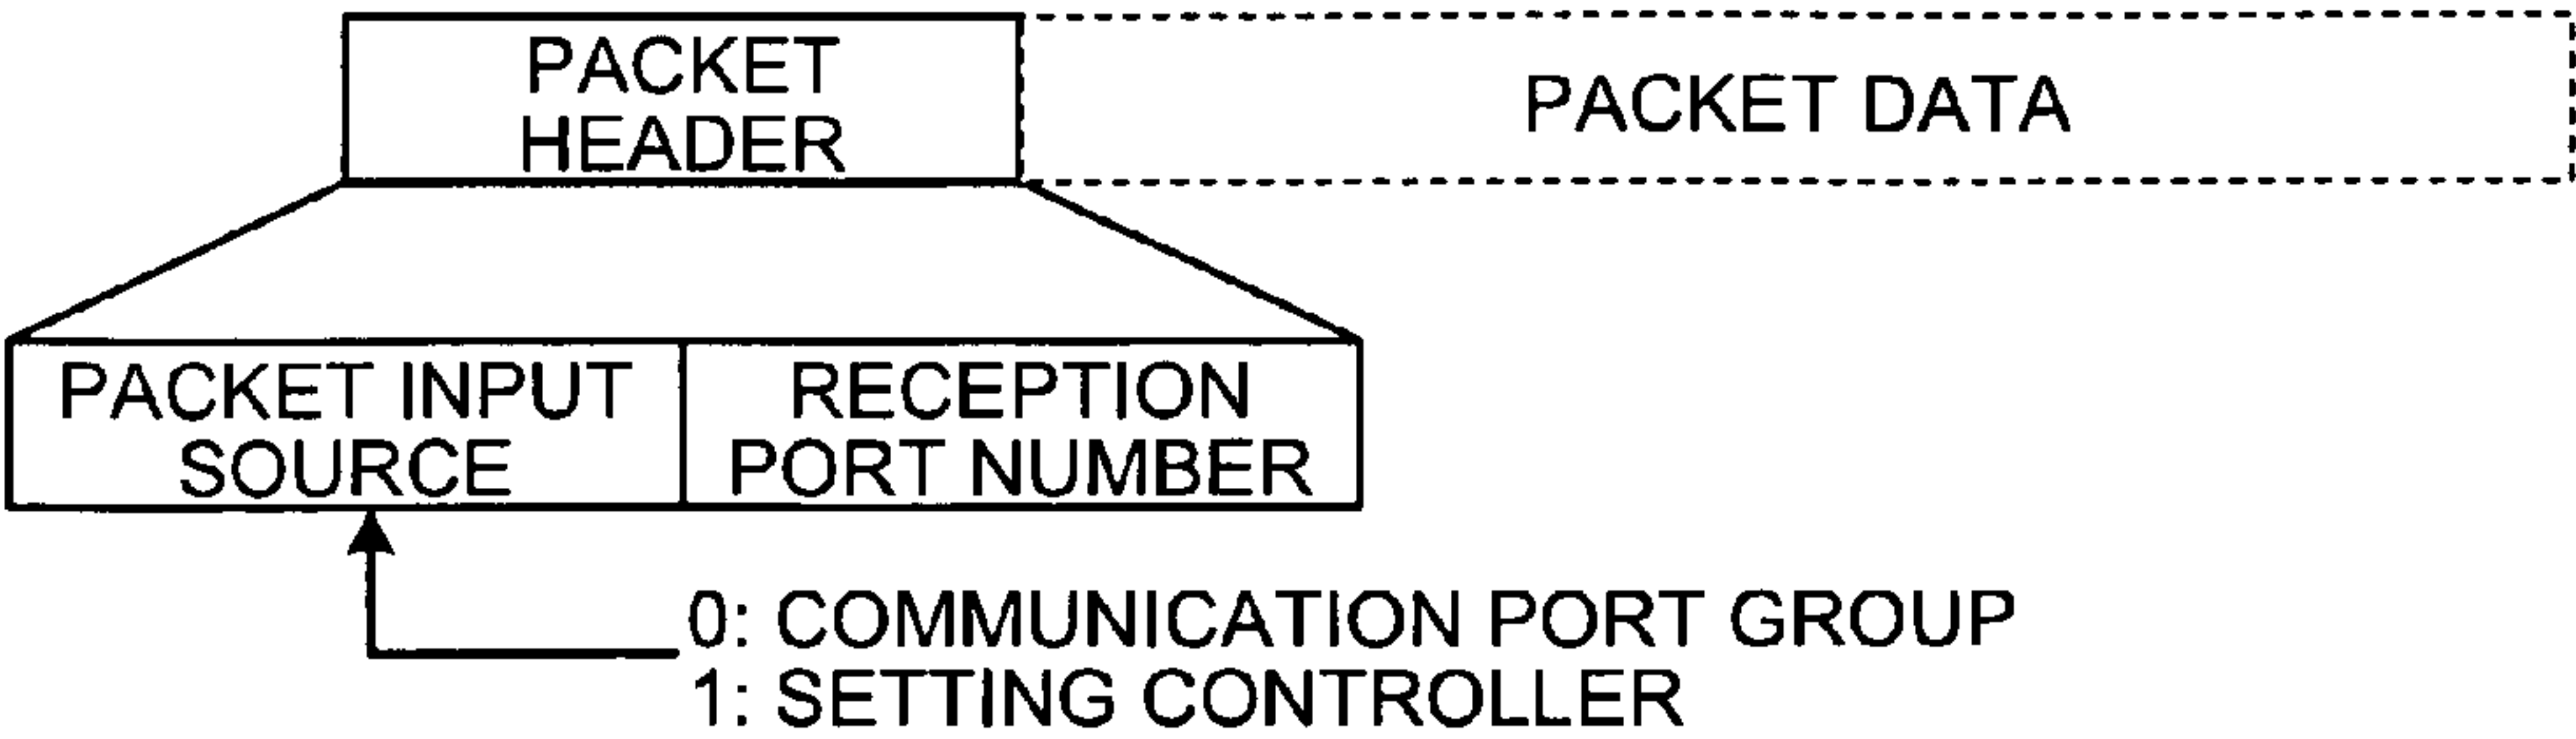 PACKET
HEADER
PACKET DATA
PACKET INPUT
SOURCE
RECEPTION
PORT NUMBER
0: COMMUNICATION PORT GROUP
1: SETTING CONTROLLER